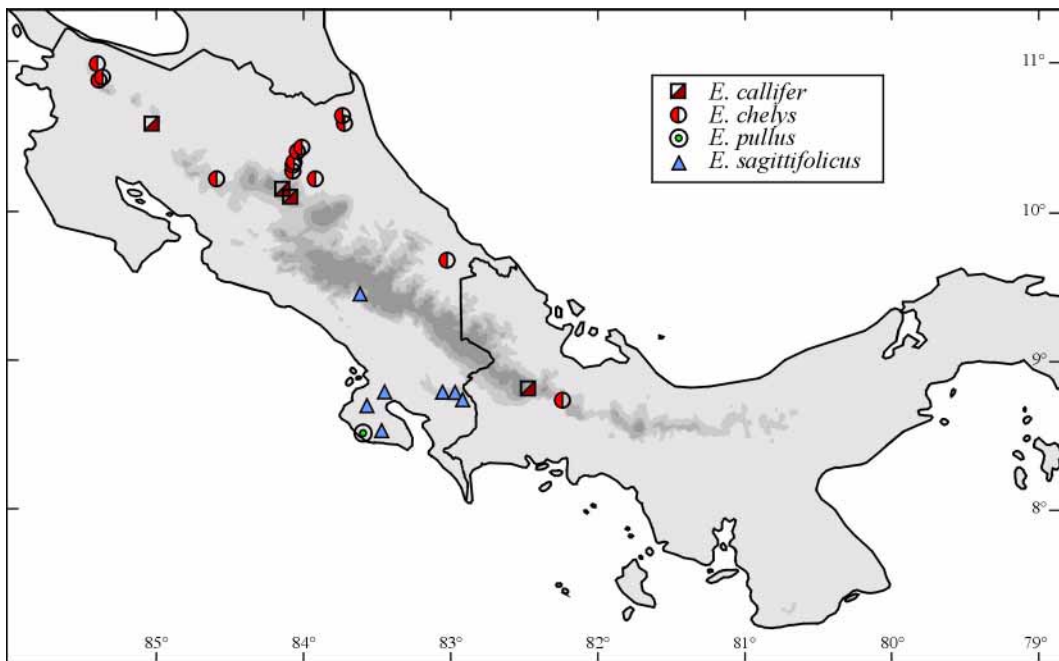 E. callifer
E. chelys
E. pullus
E. sagittifolicus
11°
10°
9°
8°
85° 84° 83° 82° 81° 80° 79°